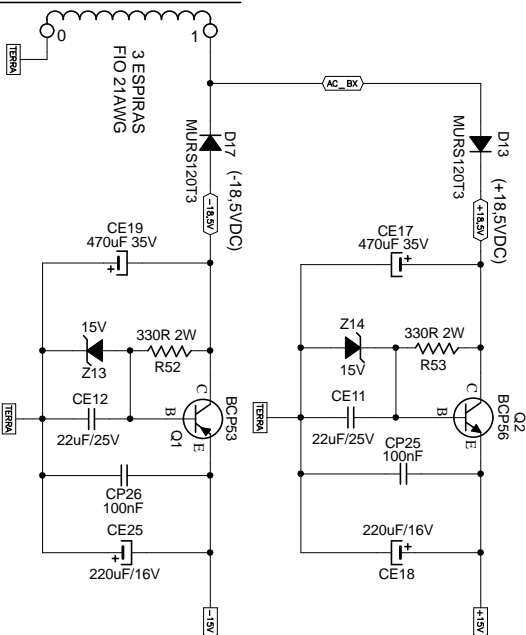 0
1
TERRA
3 ESPIRAS
FIO 21AWG
AC_BX
D17
MURS120T3
(-18,5VDC)
-18,5V
D13
MURS120T3
(+18,5VDC)
+18,5V
CE19
470uF 35V
+
CE17
470uF 35V
+
15V
Z13
330R 2W
R52
Z14
15V
330R 2W
R53
CE12
22uF/25V
C
B
E
Q1
BCP53
CE11
22uF/25V
C
B
E
BCP56
Q2
TERRA
TERRA
CP26
100nF
CP25
100nF
CE25
220uF/16V
+
220uF/16V
+
CE18
-15V
+15V